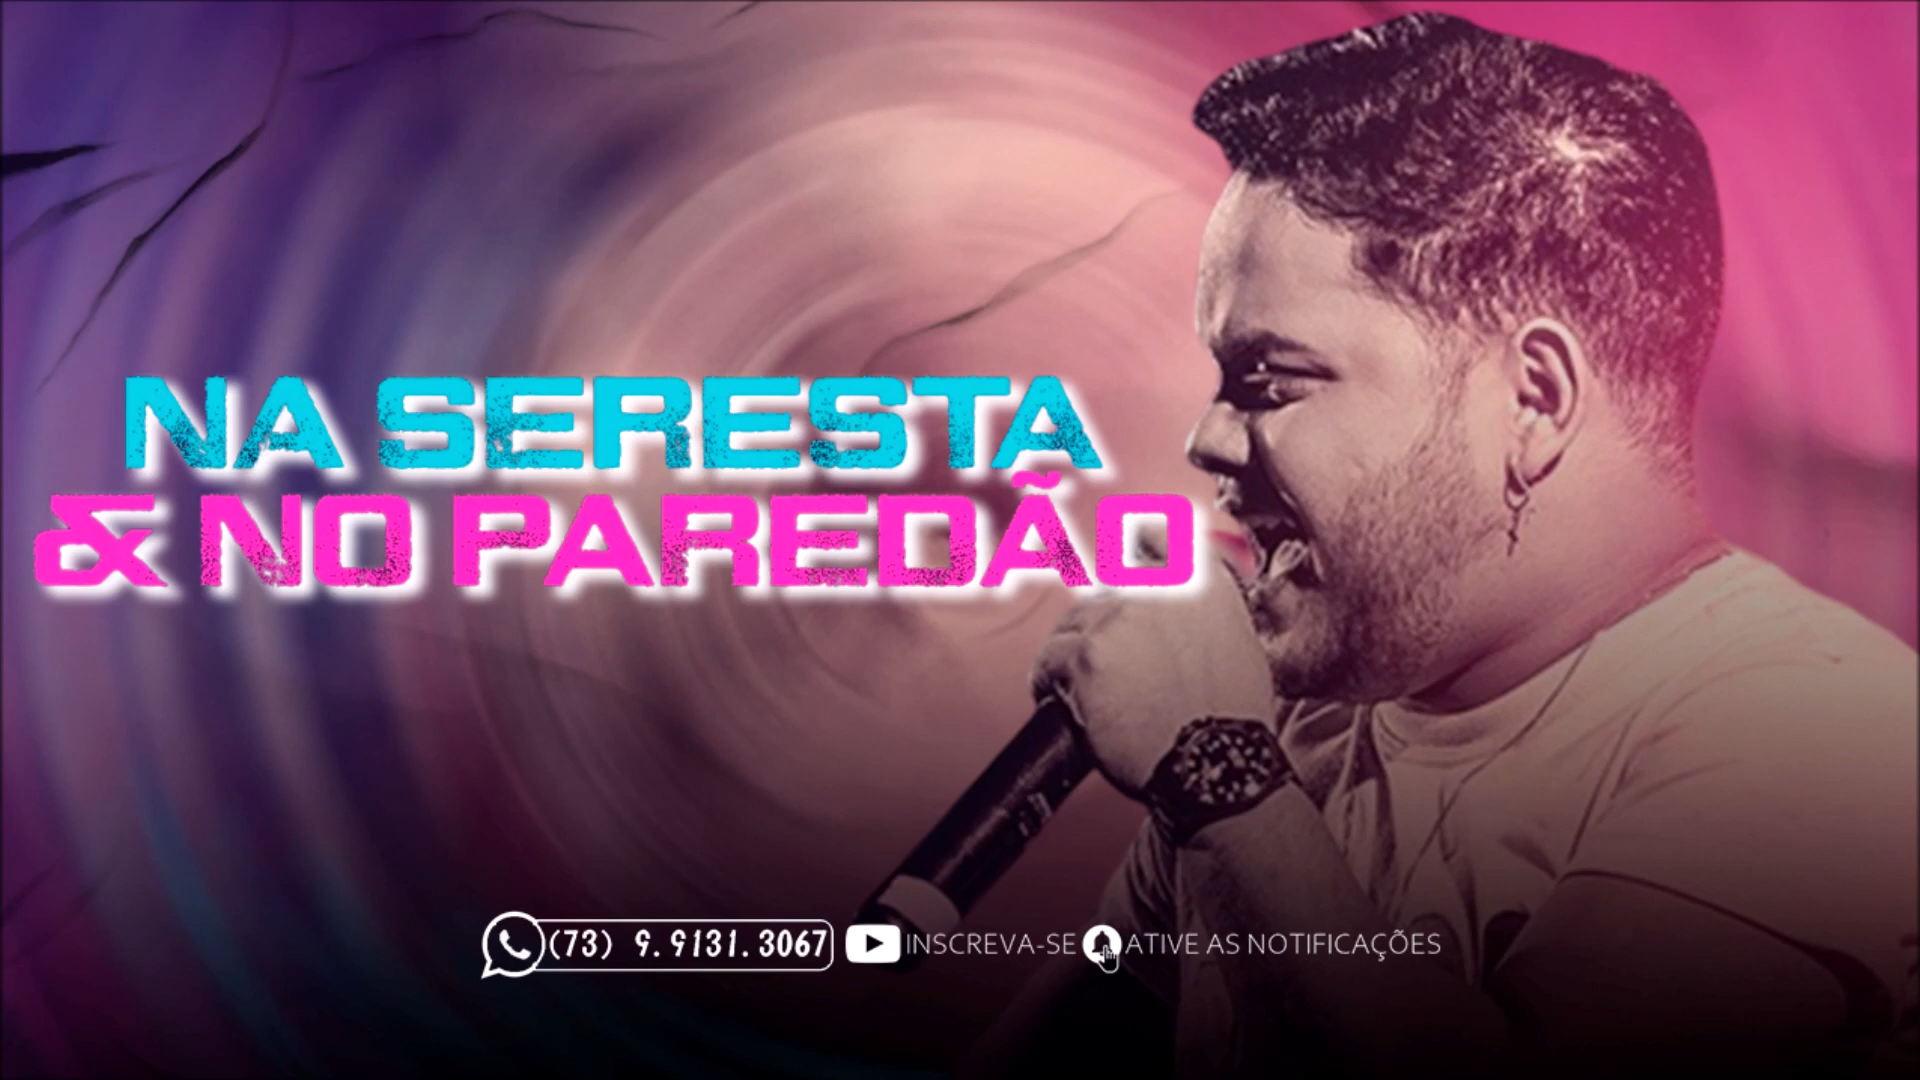 NA SERESTA
& NO PAREDÃO
(73) 9.9131.3067 INSCREVA-SE ATIVE AS NOTIFICAÇÕES